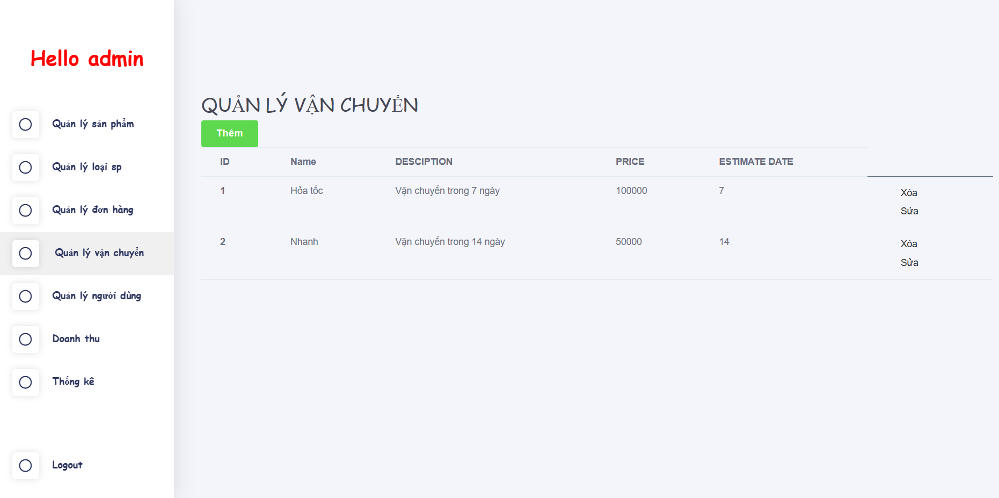 Hello admin
Quản lý sản phẩm
Quản lý loại sp
Quản lý đơn hàng
Quản lý vận chuyển
Quản lý người dùng
Doanh thu
Thống kê
Logout
QUẢN LÝ VẬN CHUYỂN
Thêm
ID Name DESCIPTION PRICE ESTIMATE DATE
1 Hỏa tốc Vận chuyển trong 7 ngày 100000 7 Xóa
Sửa
2 Nhanh Vận chuyển trong 14 ngày 50000 14 Xóa
Sửa